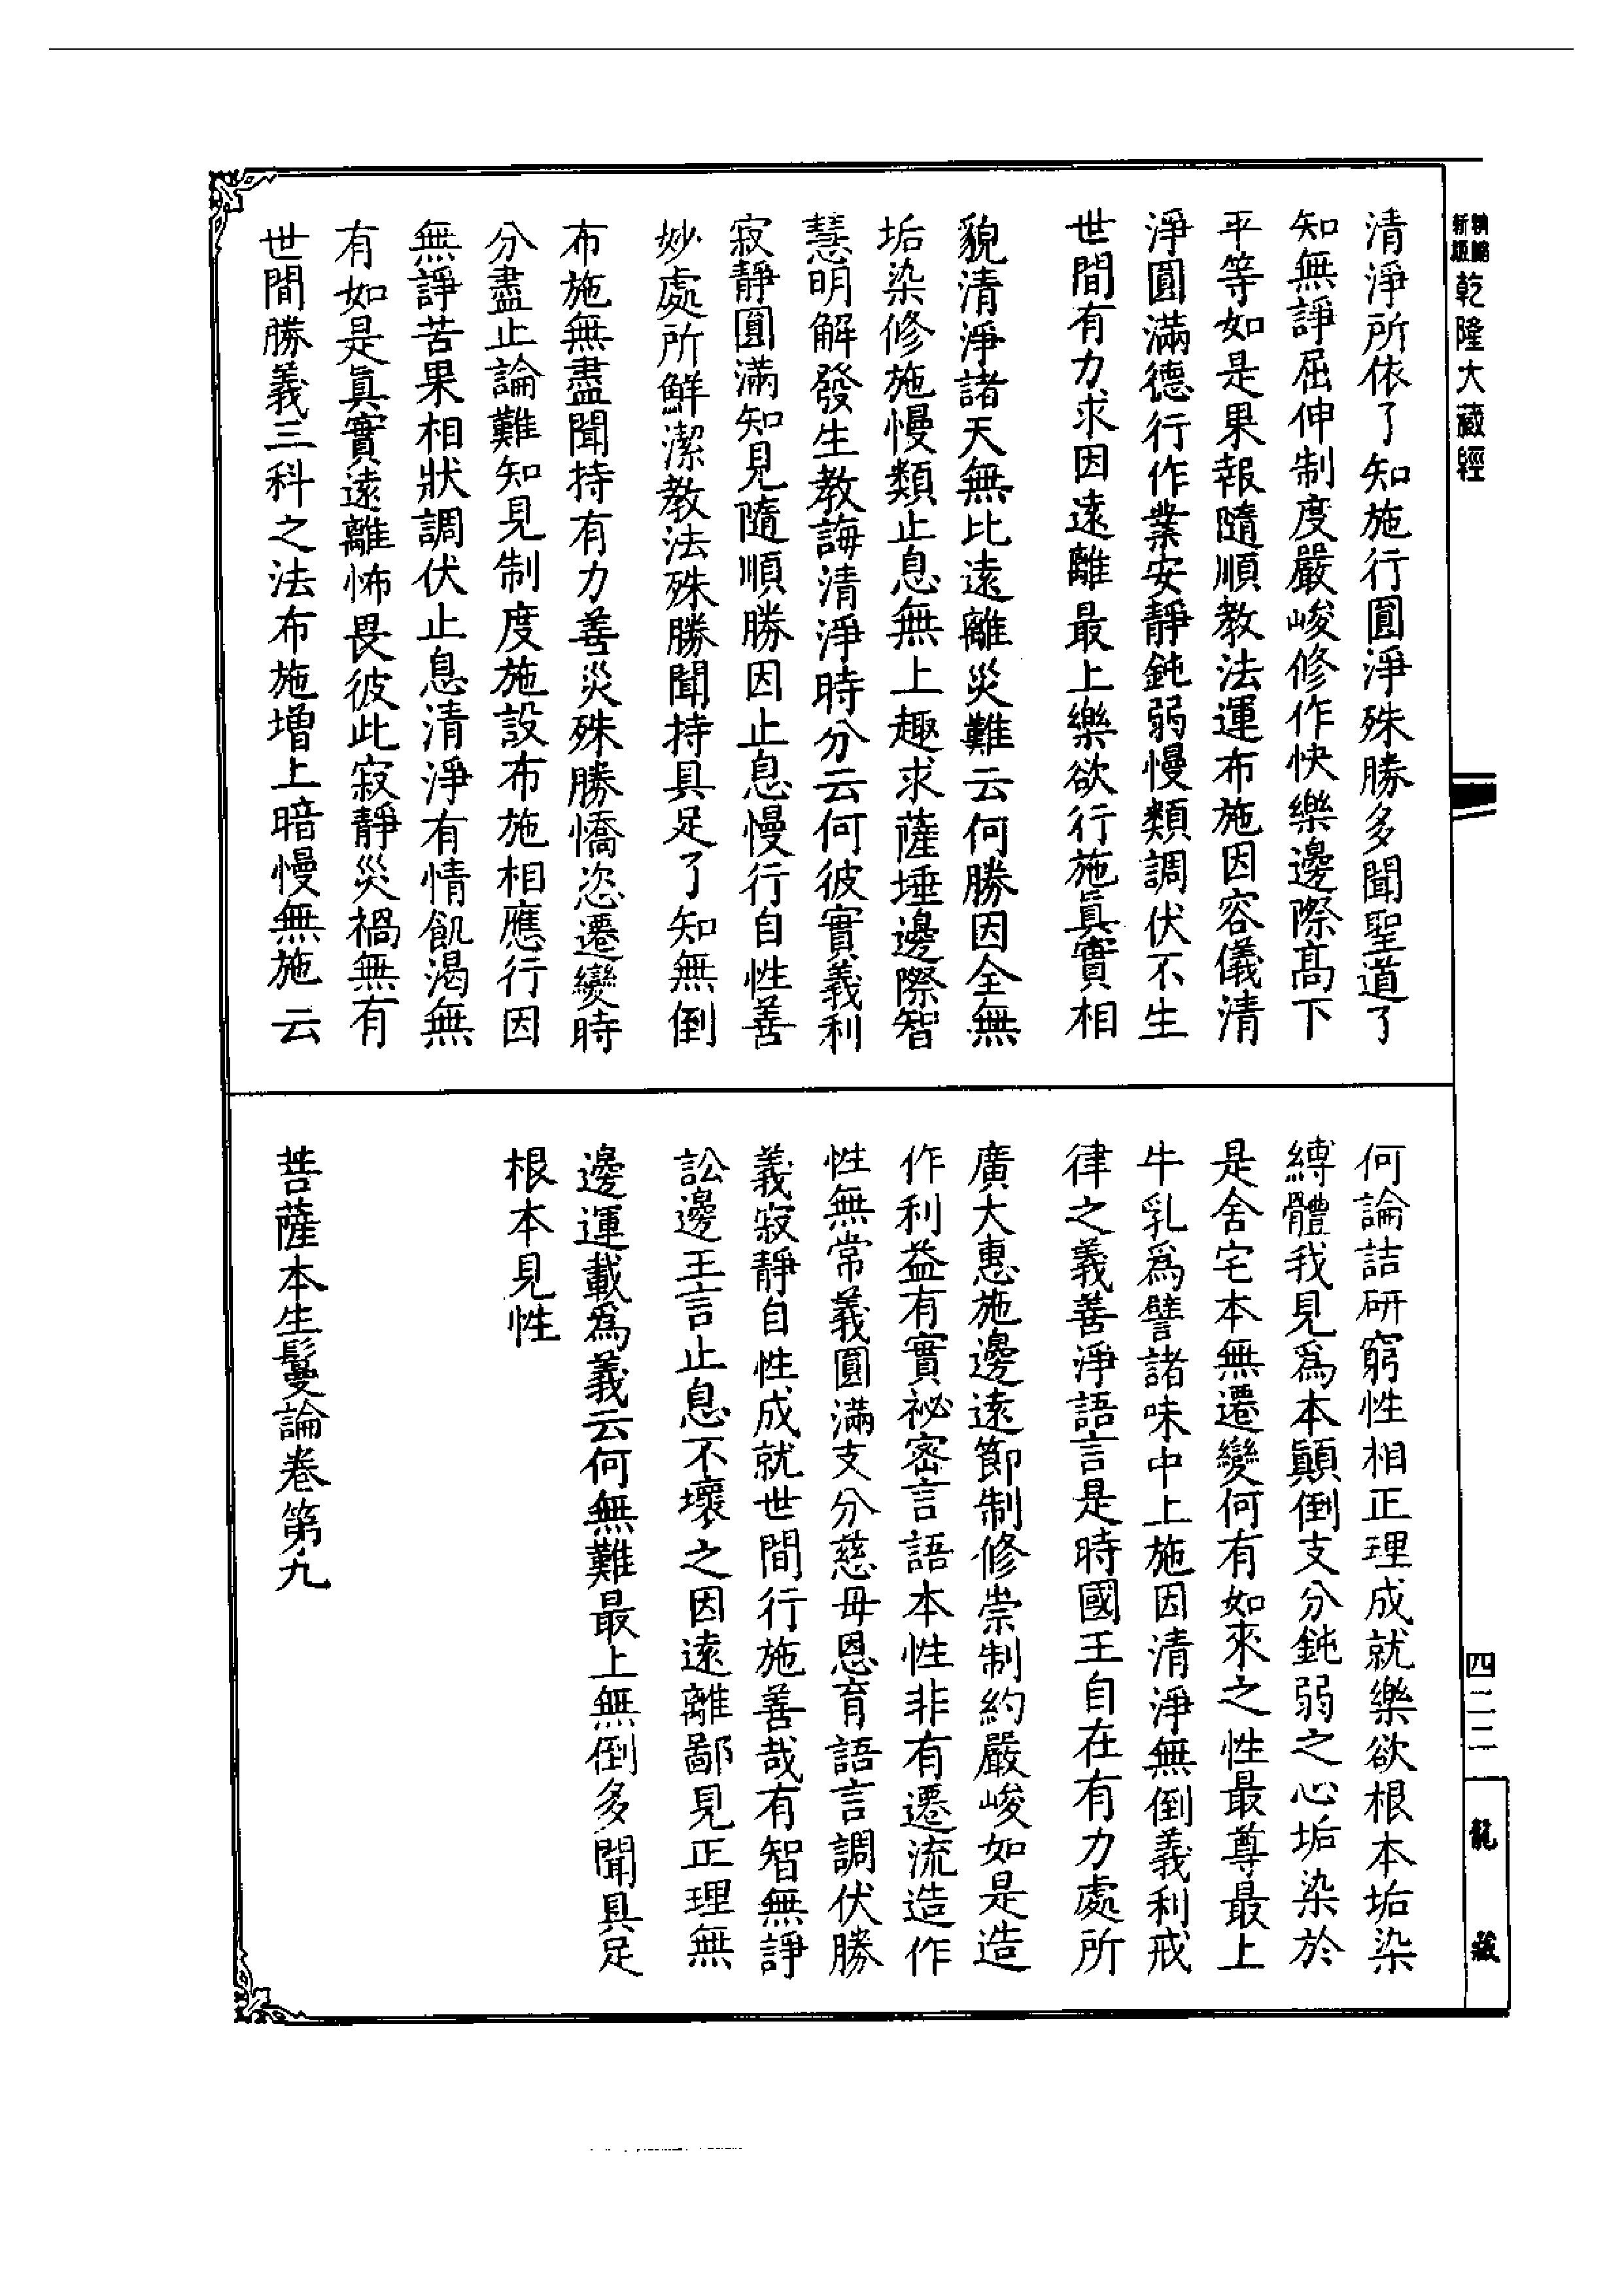 新版
乾隆大藏經
清淨所依了知施行圓淨殊勝多聞聖道了
知無諍屈伸制度嚴峻修作快樂邊際髙下
平等如是果報隨順教法運布施因容儀清
淨圓滿德行作業安靜鈍弱慢類調伏不生
世間有力求因遠離最上樂欲行施眞實相
貌清淨諸天無比遠離災難云何勝因全無
垢染修施慢類止息無上趣求薩埵邊際智
慧明解發生教誨清淨時分云何彼實義利
寂靜圓滿知見隨順勝因止息慢行自性善
妙處所鮮潔教法殊勝聞持具足了知無倒
布施無盡聞持有力善災殊勝憍恣遷變時
分盡止論難知見制度施設布施相應行因
無諍苦果相狀調伏止息清淨有情飢渴無
有如是眞實遠離怖畏彼此寂靜災禍無有
世間勝義三科之法布施增上暗慢無施云
何論詰研窮性相正理成就樂欲根本垢染
縛體我見爲本顚倒支分鈍弱之心垢染於
是舍宅本無遷變何有如來之性最尊最上
牛乳爲譬諸味中上施因清淨無倒義利戒
律之義善淨語言是時國王自在有力處所
廣大惠施邊遠節制修崇制約嚴峻如是造
作利益有實祕密言語本性非有遷流造作
性無常義圓滿支分慈毋恩育語言調伏勝
義寂靜自性成就世間行施善哉有智無諍
訟邊王言止息不壞之因遠離鄙見正理無
邊運載爲義云何無難最上無倒多聞具足
根本見性
菩薩本生鬘論卷第九
四二二
龍藏